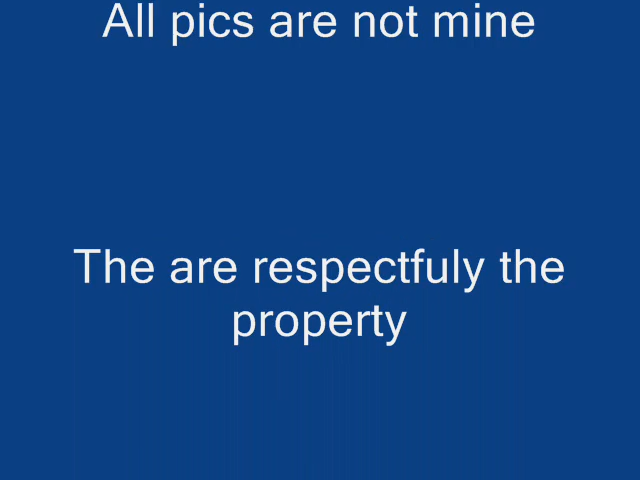 All pics are not mine
The are respectfuly the
property